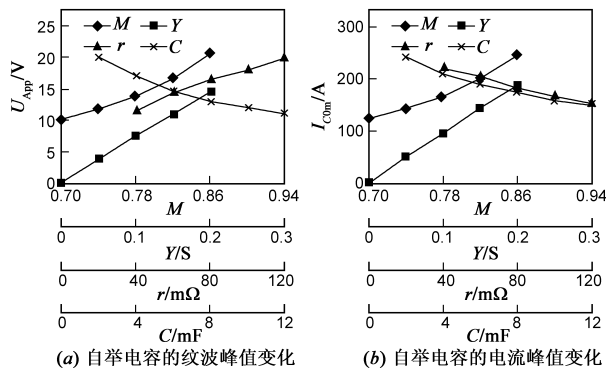 M Y
r C
U_App/V
25
20
15
10
5
0
0.70 0.78 0.86 0.94
M
0 0.1 0.2 0.3
Y/S
0 40 80 120
r/mΩ
0 4 8 12
C/mF
(a) 自举电容的纹波峰值变化
M Y
r C
I_C0m/A
300
200
100
0
0.70 0.78 0.86 0.94
M
0 0.1 0.2 0.3
Y/S
0 40 80 120
r/mΩ
0 4 8 12
C/mF
(b) 自举电容的电流峰值变化